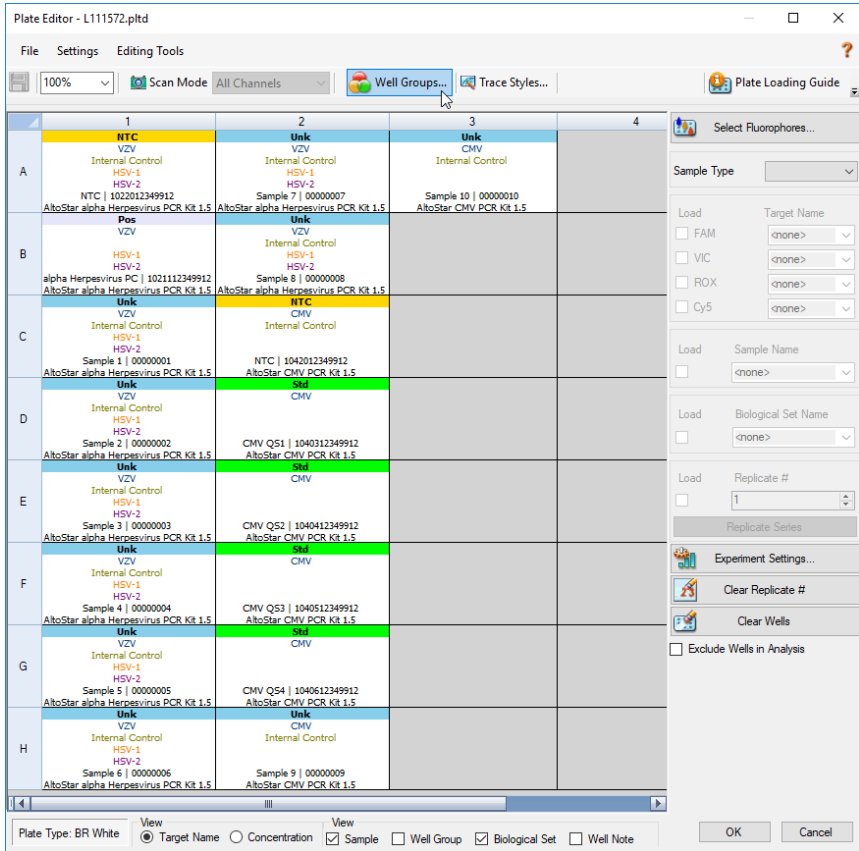 Plate Editor - L111572.pltd
File Settings Editing Tools ?
100% Scan Mode All Channels Well Groups... Trace Styles... Plate Loading Guide
1 2 3 4
A
NTC
VZV
Internal Control
HSV-1
HSV-2
NTC | 1022012349912
AltoStar alpha Herpesvirus PCR Kit 1.5
Unk
VZV
Internal Control
HSV-1
HSV-2
Sample 7 | 00000007
AltoStar alpha Herpesvirus PCR Kit 1.5
Unk
CMV
Internal Control
Sample 10 | 00000010
AltoStar CMV PCR Kit 1.5
B
Pos
VZV
HSV-1
HSV-2
alpha Herpesvirus PC | 1021112349912
AltoStar alpha Herpesvirus PCR Kit 1.5
Unk
VZV
Internal Control
HSV-1
HSV-2
Sample 8 | 00000008
AltoStar alpha Herpesvirus PCR Kit 1.5
C
Unk
VZV
Internal Control
HSV-1
HSV-2
Sample 1 | 00000001
AltoStar alpha Herpesvirus PCR Kit 1.5
NTC
CMV
Internal Control
NTC | 1042012349912
AltoStar CMV PCR Kit 1.5
D
Unk
VZV
Internal Control
HSV-1
HSV-2
Sample 2 | 00000002
AltoStar alpha Herpesvirus PCR Kit 1.5
Std
CMV
CMV QS1 | 1040312349912
AltoStar CMV PCR Kit 1.5
E
Unk
VZV
Internal Control
HSV-1
HSV-2
Sample 3 | 00000003
AltoStar alpha Herpesvirus PCR Kit 1.5
Std
CMV
CMV QS2 | 1040412349912
AltoStar CMV PCR Kit 1.5
F
Unk
VZV
Internal Control
HSV-1
HSV-2
Sample 4 | 00000004
AltoStar alpha Herpesvirus PCR Kit 1.5
Std
CMV
CMV QS3 | 1040512349912
AltoStar CMV PCR Kit 1.5
G
Unk
VZV
Internal Control
HSV-1
HSV-2
Sample 5 | 00000005
AltoStar alpha Herpesvirus PCR Kit 1.5
Std
CMV
CMV QS4 | 1040612349912
AltoStar CMV PCR Kit 1.5
H
Unk
VZV
Internal Control
HSV-1
HSV-2
Sample 6 | 00000006
AltoStar alpha Herpesvirus PCR Kit 1.5
Unk
CMV
Internal Control
Sample 9 | 00000009
AltoStar CMV PCR Kit 1.5
Select Fluorophores...
Sample Type
Load Target Name
FAM <none>
VIC <none>
ROX <none>
Cy5 <none>
Load Sample Name
<none>
Load Biological Set Name
<none>
Load Replicate #
1
Replicate Series
Experiment Settings...
Clear Replicate #
Clear Wells
Exclude Wells in Analysis
Plate Type: BR White
View
Target Name Concentration
View
Sample Well Group Biological Set Well Note
OK Cancel